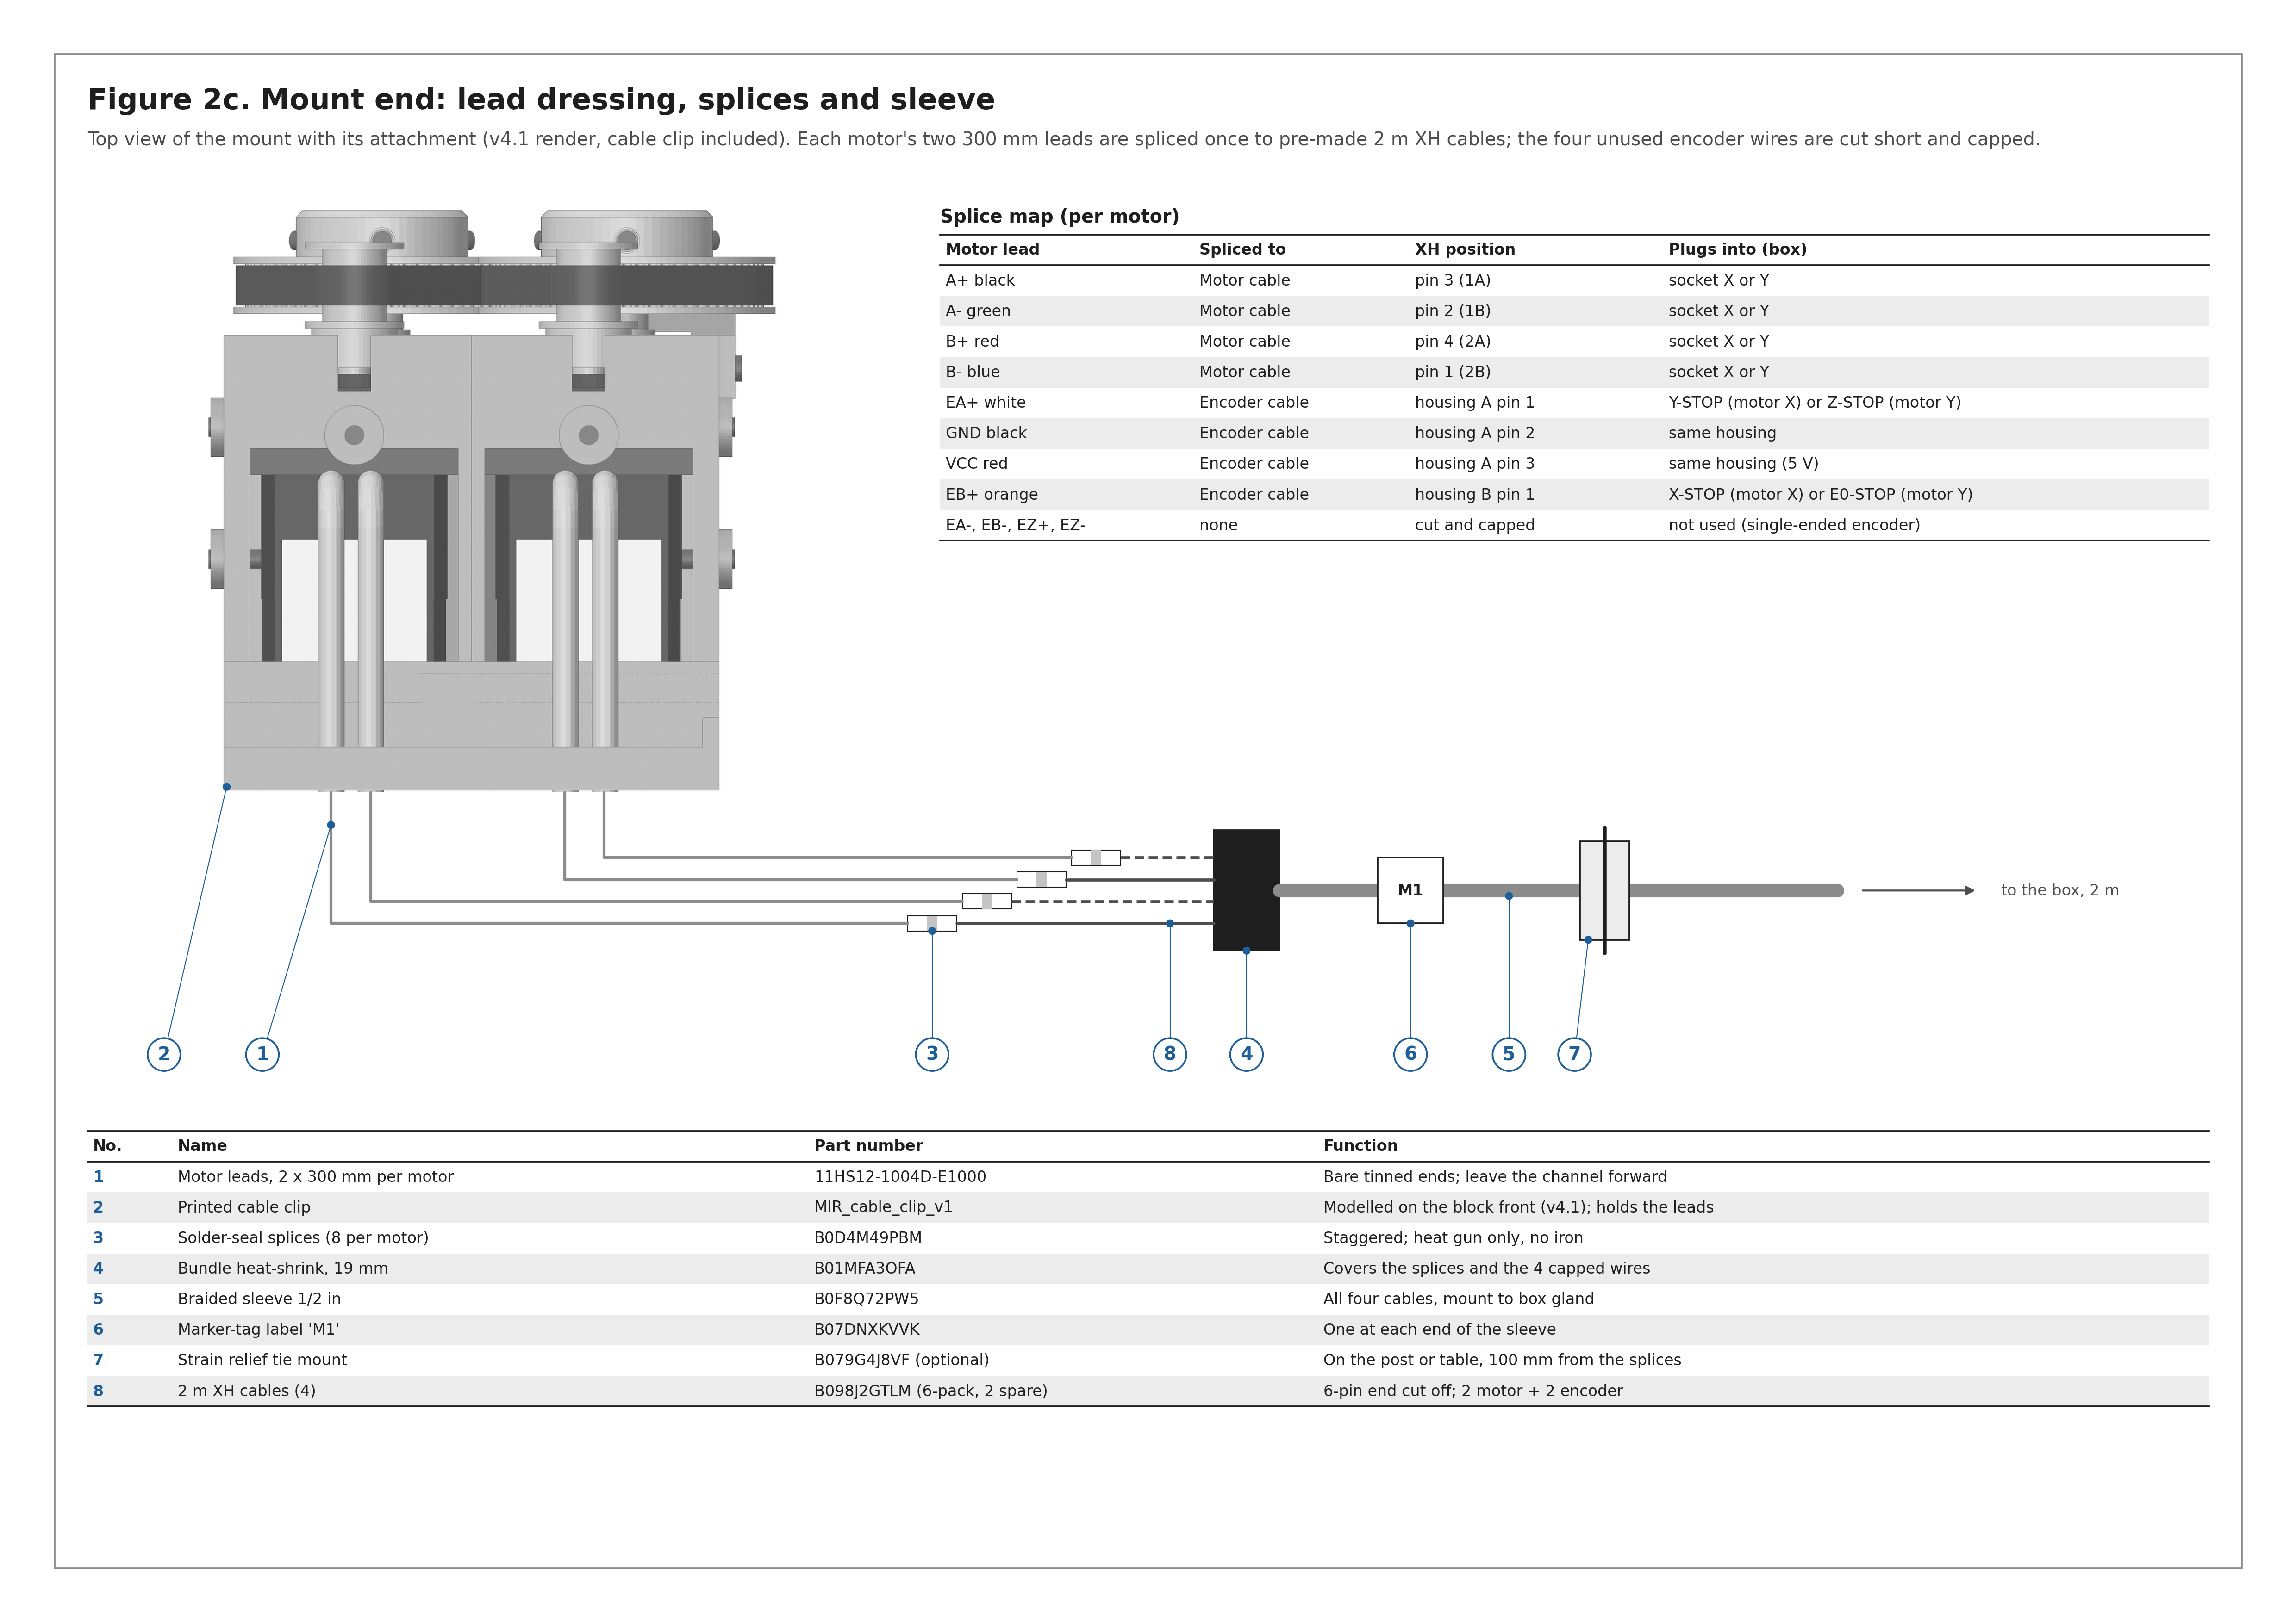 Figure 2c. Mount end: lead dressing, splices and sleeve
Top view of the mount with its attachment (v4.1 render, cable clip included). Each motor's two 300 mm leads are spliced once to pre-made 2 m XH cables; the four unused encoder wires are cut short and capped.
Splice map (per motor)
Motor lead Spliced to XH position Plugs into (box)
A+ black Motor cable pin 3 (1A) socket X or Y
A- green Motor cable pin 2 (1B) socket X or Y
B+ red Motor cable pin 4 (2A) socket X or Y
B- blue Motor cable pin 1 (2B) socket X or Y
EA+ white Encoder cable housing A pin 1 Y-STOP (motor X) or Z-STOP (motor Y)
GND black Encoder cable housing A pin 2 same housing
VCC red Encoder cable housing A pin 3 same housing (5 V)
EB+ orange Encoder cable housing B pin 1 X-STOP (motor X) or E0-STOP (motor Y)
EA-, EB-, EZ+, EZ- none cut and capped not used (single-ended encoder)
M1
to the box, 2 m
2 1 3 8 4 6 5 7
No. Name Part number Function
1 Motor leads, 2 x 300 mm per motor 11HS12-1004D-E1000 Bare tinned ends; leave the channel forward
2 Printed cable clip MIR_cable_clip_v1 Modelled on the block front (v4.1); holds the leads
3 Solder-seal splices (8 per motor) B0D4M49PBM Staggered; heat gun only, no iron
4 Bundle heat-shrink, 19 mm B01MFA3OFA Covers the splices and the 4 capped wires
5 Braided sleeve 1/2 in B0F8Q72PW5 All four cables, mount to box gland
6 Marker-tag label 'M1' B07DNXKVVK One at each end of the sleeve
7 Strain relief tie mount B079G4J8VF (optional) On the post or table, 100 mm from the splices
8 2 m XH cables (4) B098J2GTLM (6-pack, 2 spare) 6-pin end cut off; 2 motor + 2 encoder